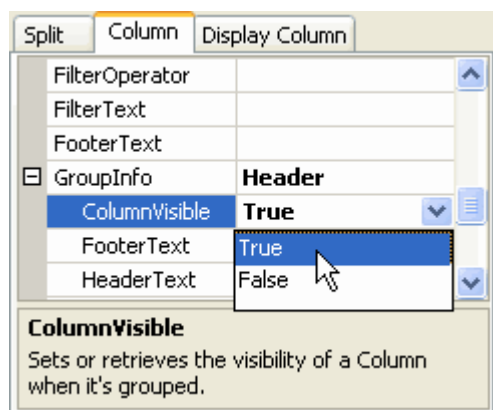 Split Column Display Column
FilterOperator
FilterText
FooterText
GroupInfo Header
ColumnVisible True
FooterText True
HeaderText False
ColumnVisible
Sets or retrieves the visibility of a Column
when it's grouped.